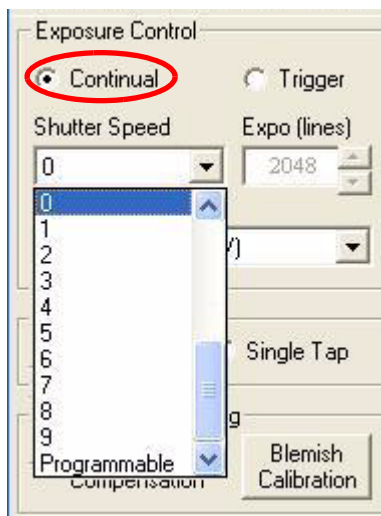 Exposure Control
Continual Trigger
Shutter Speed Expo (lines)
0 2048
0
1
2 /)
3
4
5
6 Single Tap
7
8
9 g
Programmable Blemish
Compensation Calibration